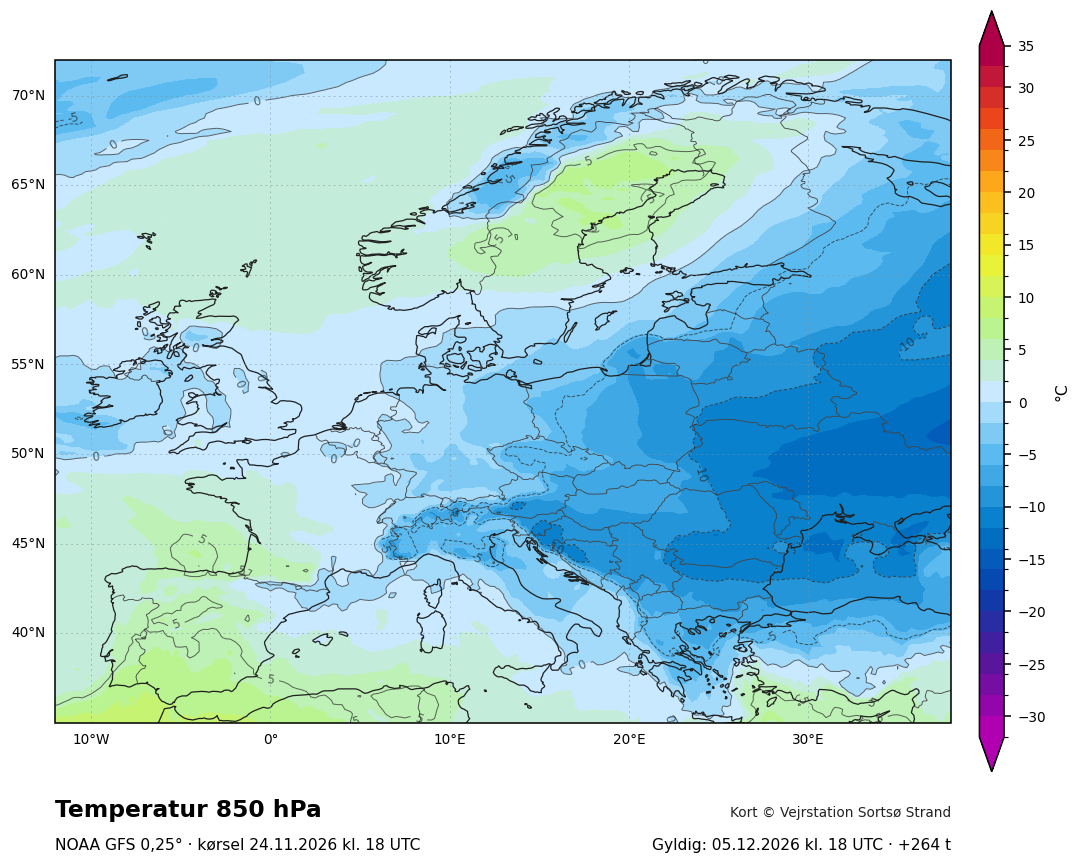 70°N
65°N
60°N
55°N
50°N
45°N
40°N
10°W 0° 10°E 20°E 30°E
35
30
25
20
15
10
5
0
−5
−10
−15
−20
−25
−30
°C
Temperatur 850 hPa
Kort © Vejrstation Sortsø Strand
NOAA GFS 0,25° · kørsel 24.11.2026 kl. 18 UTC
Gyldig: 05.12.2026 kl. 18 UTC · +264 t